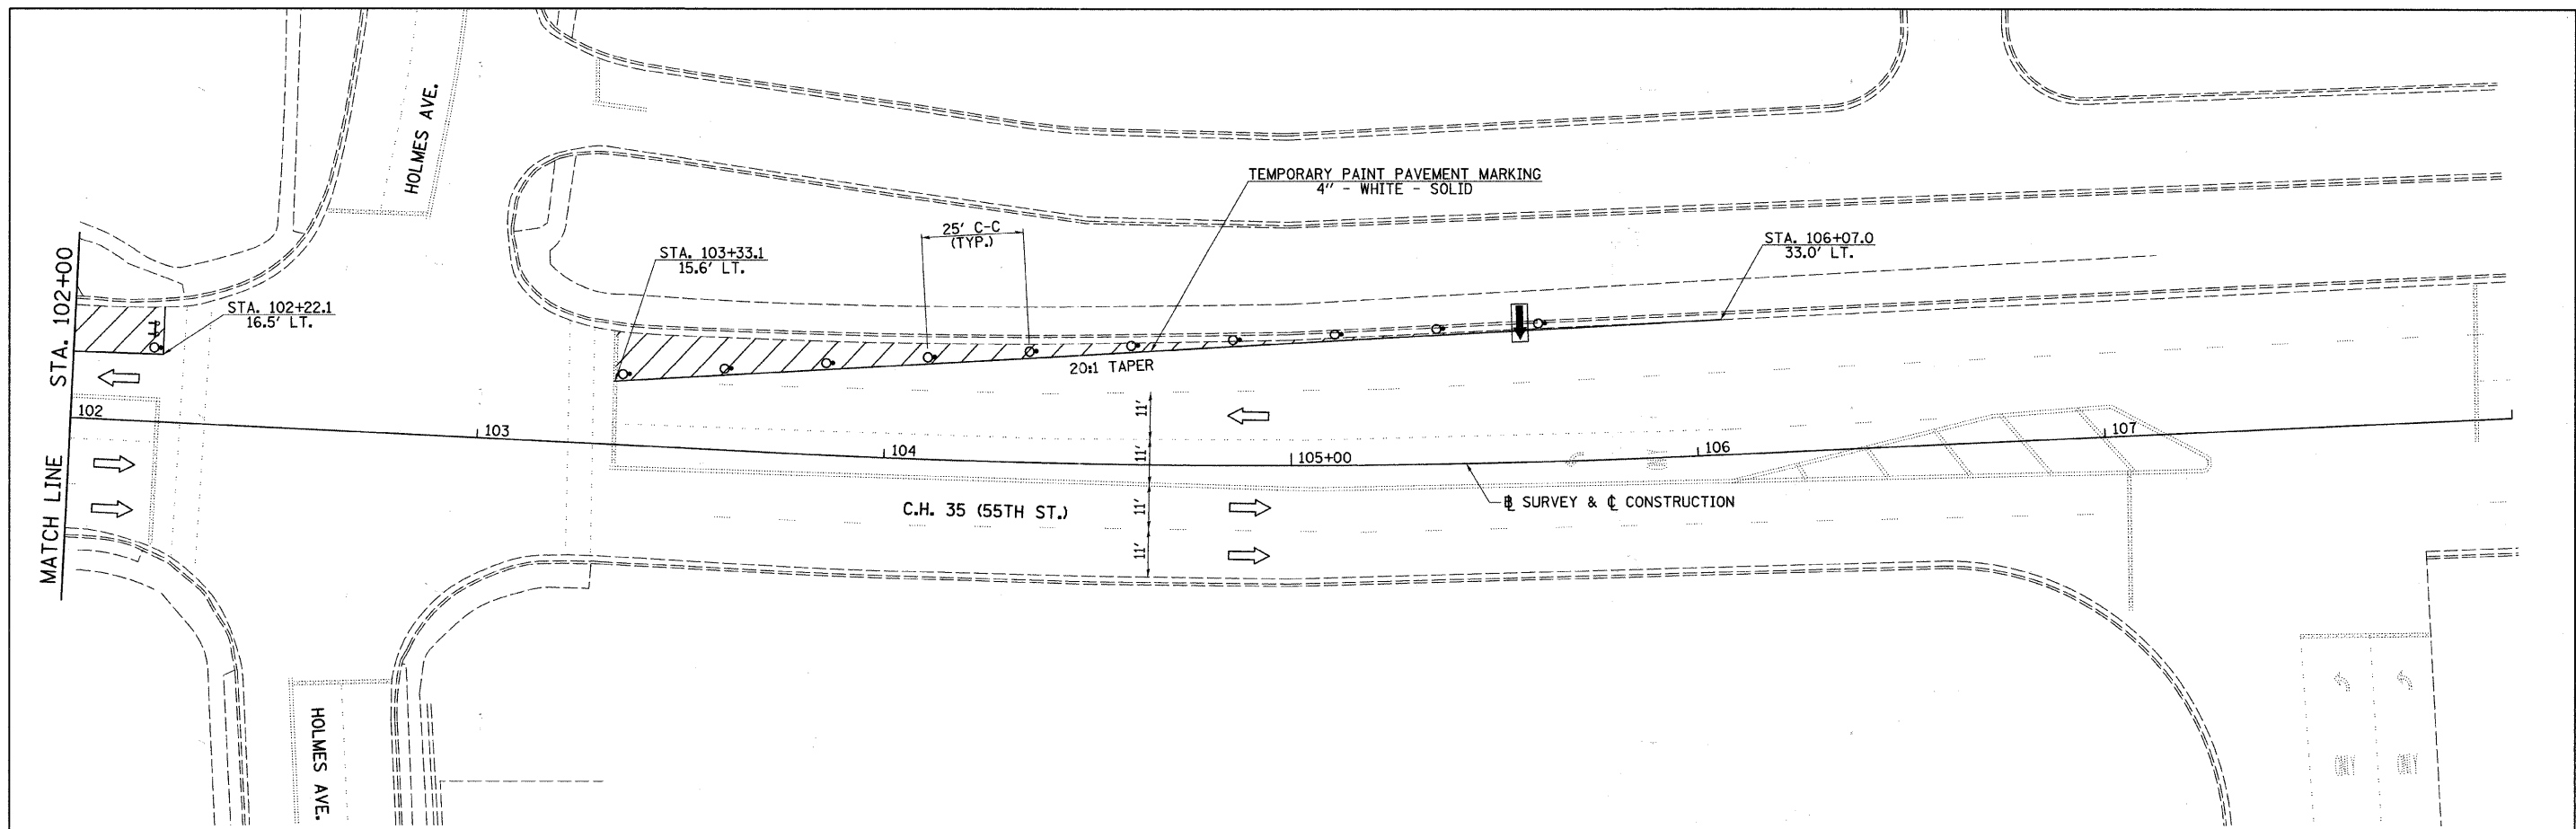 MATCH LINE STA. 102+00
HOLMES AVE.
TEMPORARY PAINT PAVEMENT MARKING
4" - WHITE - SOLID
25' C-C
(TYP.)
STA. 103+33.1
15.6' LT.
STA. 106+07.0
33.0' LT.
STA. 102+22.1
16.5' LT.
20:1 TAPER
102
103
104
105+00
106
107
11'
11'
11'
11'
C.H. 35 (55TH ST.)
℄ SURVEY & ℄ CONSTRUCTION
HOLMES AVE.
ONLY
ONLY